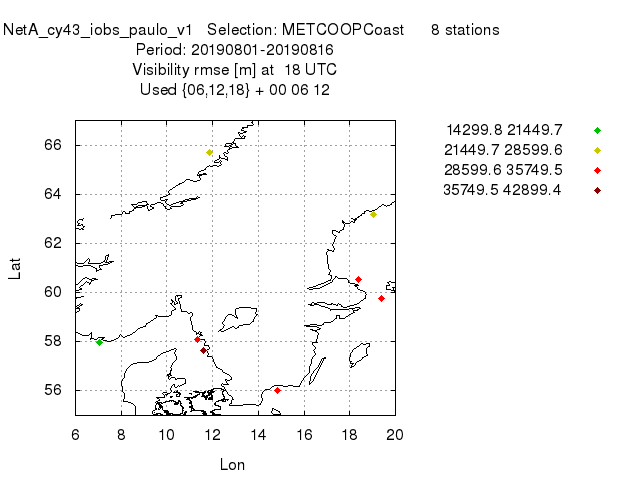 NetA_cy43_iobs_paulo_v1 Selection: METCOOPCoast 8 stations
Period: 20190801-20190816
Visibility rmse [m] at 18 UTC
Used {06,12,18} + 00 06 12
14299.8 21449.7
21449.7 28599.6
28599.6 35749.5
35749.5 42899.4
66
64
62
60
58
56
Lat
6 8 10 12 14 16 18 20
Lon